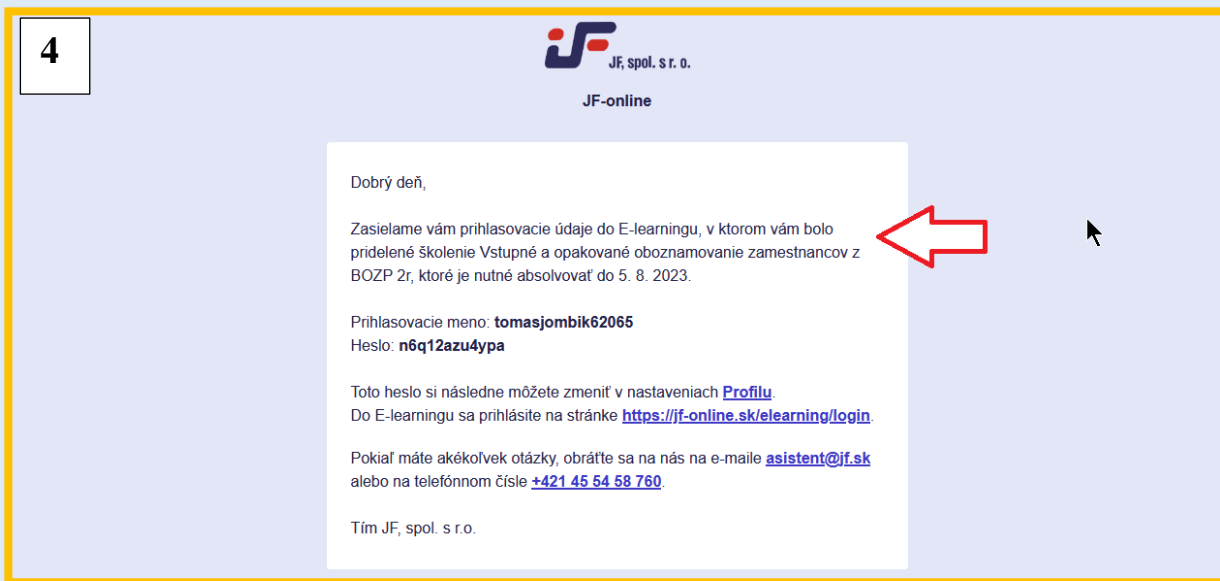 4
JF
JF, spol. s r. o.
JF-online
Dobrý deň,
Zasielame vám prihlasovacie údaje do E-learningu, v ktorom vám bolo
pridelené školenie Vstupné a opakované oboznamovanie zamestnancov z
BOZP 2r, ktoré je nutné absolvovať do 5. 8. 2023.
Prihlasovacie meno: tomasjombik62065
Heslo: n6q12azu4ypa
Toto heslo si následne môžete zmeniť v nastaveniach Profilu.
Do E-learningu sa prihlásite na stránke https://jf-online.sk/elearning/login.
Pokiaľ máte akékoľvek otázky, obráťte sa na nás na e-maile asistent@jf.sk
alebo na telefónnom čísle +421 45 54 58 760.
Tím JF, spol. s r.o.